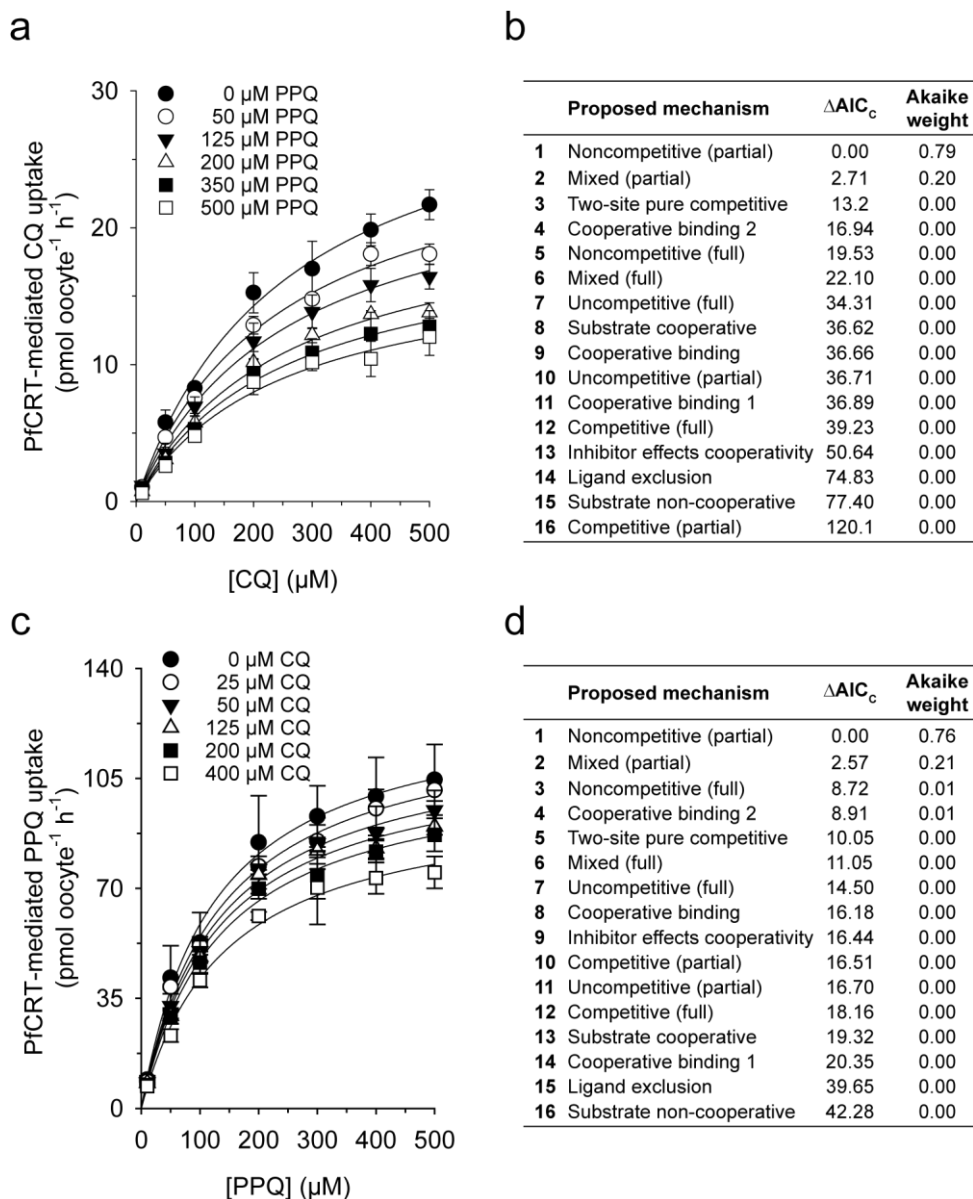 a
PfCRT-mediated CQ uptake
(pmol oocyte⁻¹ h⁻¹)
30
20
10
0
0 µM PPQ
50 µM PPQ
125 µM PPQ
200 µM PPQ
350 µM PPQ
500 µM PPQ
0 100 200 300 400 500
[CQ] (µM)
b
Proposed mechanism ΔAICc Akaike weight
1 Noncompetitive (partial) 0.00 0.79
2 Mixed (partial) 2.71 0.20
3 Two-site pure competitive 13.2 0.00
4 Cooperative binding 2 16.94 0.00
5 Noncompetitive (full) 19.53 0.00
6 Mixed (full) 22.10 0.00
7 Uncompetitive (full) 34.31 0.00
8 Substrate cooperative 36.62 0.00
9 Cooperative binding 36.66 0.00
10 Uncompetitive (partial) 36.71 0.00
11 Cooperative binding 1 36.89 0.00
12 Competitive (full) 39.23 0.00
13 Inhibitor effects cooperativity 50.64 0.00
14 Ligand exclusion 74.83 0.00
15 Substrate non-cooperative 77.40 0.00
16 Competitive (partial) 120.1 0.00
c
PfCRT-mediated PPQ uptake
(pmol oocyte⁻¹ h⁻¹)
140
105
70
35
0
0 µM CQ
25 µM CQ
50 µM CQ
125 µM CQ
200 µM CQ
400 µM CQ
0 100 200 300 400 500
[PPQ] (µM)
d
Proposed mechanism ΔAICc Akaike weight
1 Noncompetitive (partial) 0.00 0.76
2 Mixed (partial) 2.57 0.21
3 Noncompetitive (full) 8.72 0.01
4 Cooperative binding 2 8.91 0.01
5 Two-site pure competitive 10.05 0.00
6 Mixed (full) 11.05 0.00
7 Uncompetitive (full) 14.50 0.00
8 Cooperative binding 16.18 0.00
9 Inhibitor effects cooperativity 16.44 0.00
10 Competitive (partial) 16.51 0.00
11 Uncompetitive (partial) 16.70 0.00
12 Competitive (full) 18.16 0.00
13 Substrate cooperative 19.32 0.00
14 Cooperative binding 1 20.35 0.00
15 Ligand exclusion 39.65 0.00
16 Substrate non-cooperative 42.28 0.00